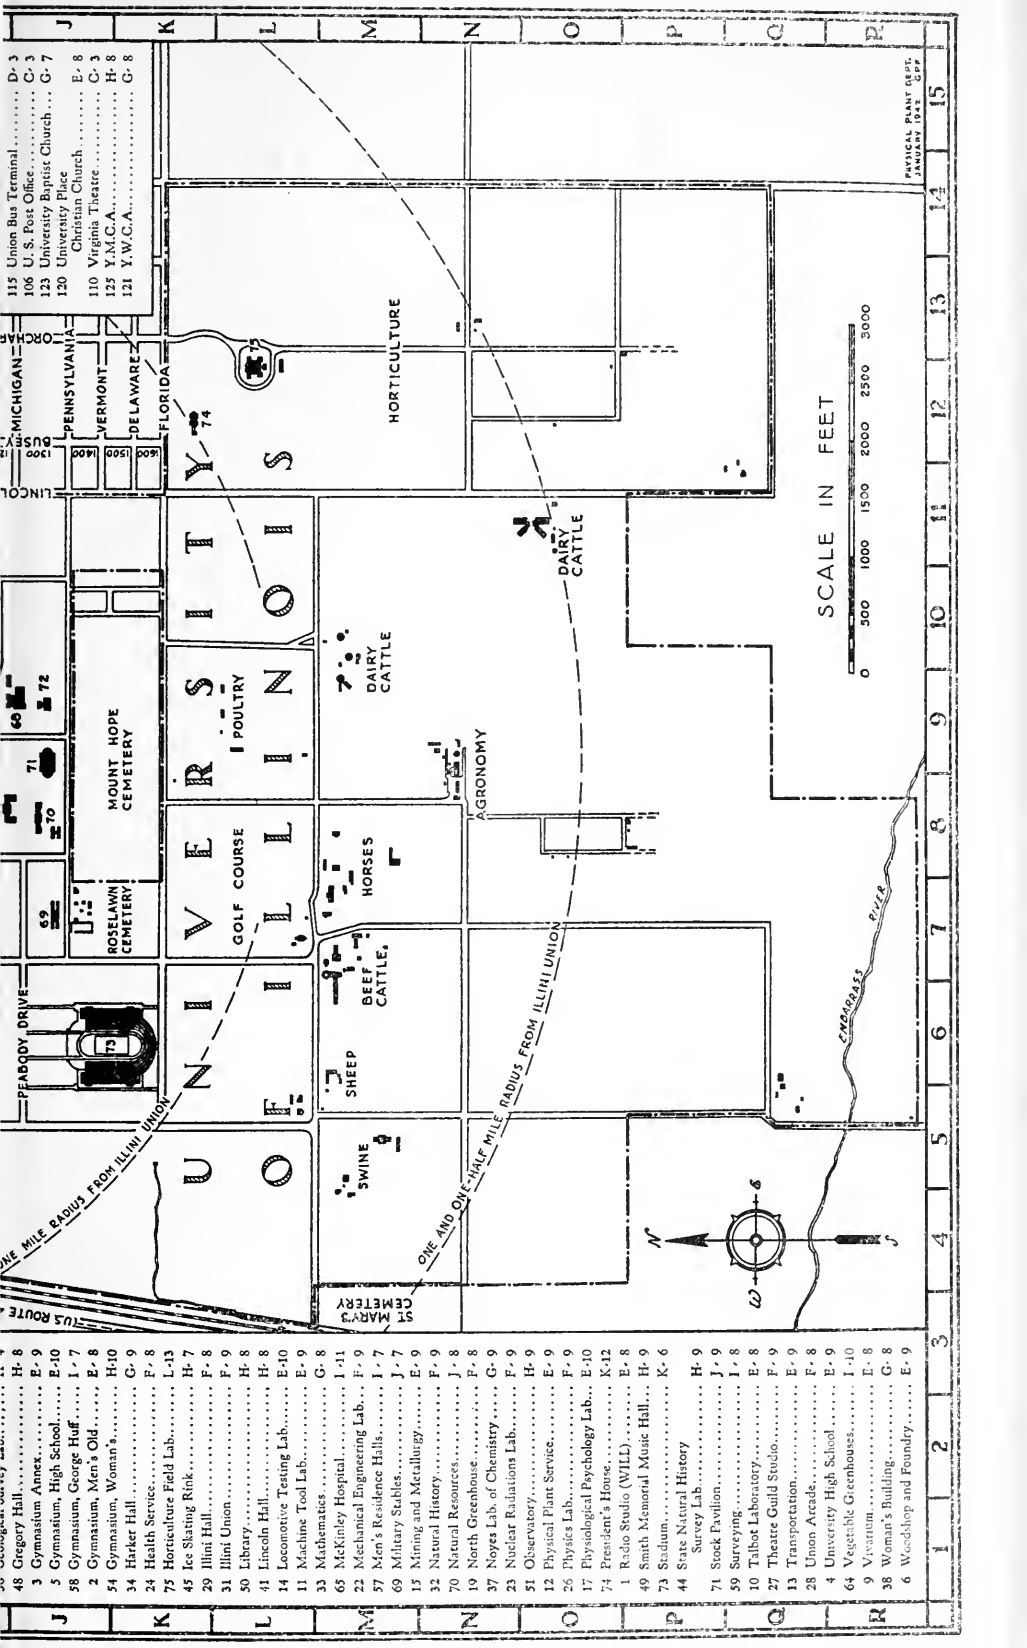 115 Union Bus Terminal........ D- 3
106 U. S. Post Office........ C- 3
123 University Baptist Church.... G- 7
120 University Place
Christian Church........ E- 8
110 Virginia Theatre........ C- 3
125 Y.M.C.A........ H- 8
121 Y.W.C.A........ G- 8
J
K
L
M
N
O
P
Q
R
PHYSICAL PLANT DEPT.
JANUARY 1942 GPF
15
14
13
12
11
10
9
8
7
6
5
4
3
2
1
MICHIGAN
PENNSYLVANIA
VERMONT
DELAWARE
FLORIDA
BUSEY
1300
1400
1500
1600
75
74
HORTICULTURE
UNIVERSITY
OF ILLINOIS
SCALE IN FEET
0 500 1000 1500 2000 2500 3000
DAIRY
CATTLE
DAIRY
CATTLE
60
72
71
70
69
MOUNT HOPE
CEMETERY
POULTRY
AGRONOMY
ROSELAWN
CEMETERY
GOLF COURSE
HORSES
BEEF
CATTLE
PEABODY DRIVE
73
SHEEP
SWINE
ONE MILE RADIUS FROM ILLINI UNION
ONE AND ONE-HALF MILE RADIUS FROM ILLINI UNION
EMBARRASS RIVER
N
E
S
W
ST. MARY'S
CEMETERY
(U.S. ROUTE
48 Gregory Hall........ H- 8
3 Gymnasium Annex........ E- 9
5 Gymnasium, High School...... E-10
58 Gymnasium, George Huff.... I- 7
2 Gymnasium, Men's Old...... E- 8
54 Gymnasium, Woman's...... H-10
34 Harker Hall........ G- 9
24 Health Service........ F- 8
75 Horticulture Field Lab...... L-13
45 Ice Skating Rink........ H- 7
29 Illini Hall........ F- 8
31 Illini Union........ F- 9
50 Library........ H- 8
41 Lincoln Hall........ H- 8
14 Locomotive Testing Lab...... E-10
11 Machine Tool Lab........ E- 9
33 Mathematics........ G- 8
65 McKinley Hospital........ I-11
22 Mechanical Engineering Lab... F- 9
57 Men's Residence Halls...... I- 7
69 Military Stables........ J- 7
15 Mining and Metallurgy...... E- 9
32 Natural History........ F- 9
70 Natural Resources........ J- 8
19 North Greenhouse........ F- 8
37 Noyes Lab. of Chemistry.... G- 9
23 Nuclear Radiations Lab...... F- 9
51 Observatory........ H- 9
12 Physical Plant Service...... E- 9
26 Physics Lab........ F- 9
17 Physiological Psychology Lab... E-10
74 President's House........ K-12
1 Radio Studio (WILL)...... E- 8
49 Smith Memorial Music Hall... H- 9
73 Stadium........ K- 6
44 State Natural History
Survey Lab........ H- 9
71 Stock Pavilion........ J- 9
59 Surveying........ I- 8
10 Talbot Laboratory........ E- 8
27 Theatre Guild Studio...... F- 9
13 Transportation........ E- 9
28 Union Arcade........ F- 8
4 University High School...... E- 9
64 Vegetable Greenhouses...... I-10
9 Vivarium........ E- 8
38 Woman's Building........ G- 8
6 Woodshop and Foundry...... E- 9
J
K
L
M
N
O
P
Q
R